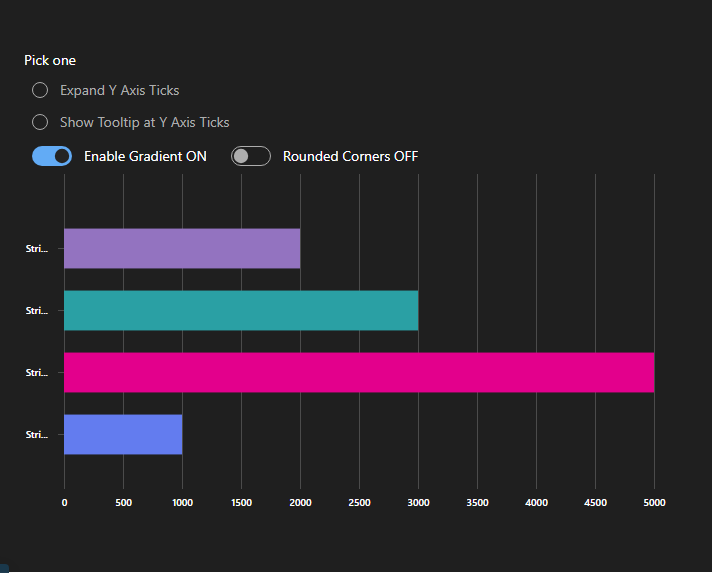 Pick one
Expand Y Axis Ticks
Show Tooltip at Y Axis Ticks
Enable Gradient ON Rounded Corners OFF
Stri...
Stri...
Stri...
Stri...
0 500 1000 1500 2000 2500 3000 3500 4000 4500 5000